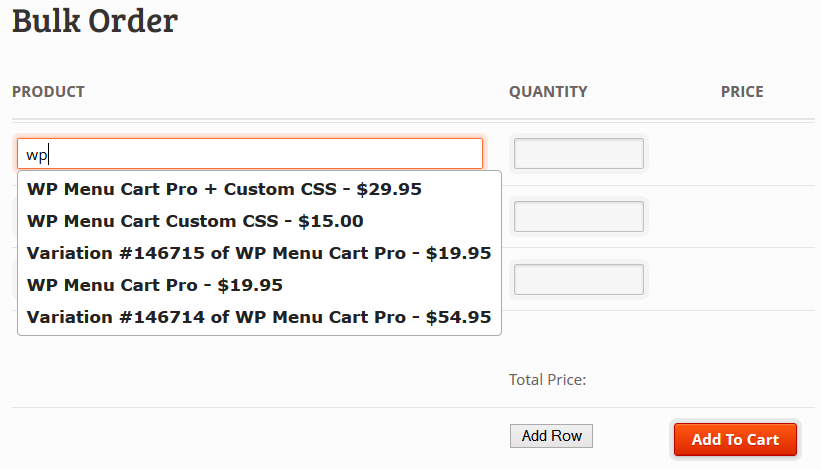 Bulk Order
PRODUCT QUANTITY PRICE
wp
WP Menu Cart Pro + Custom CSS - $29.95
WP Menu Cart Custom CSS - $15.00
Variation #146715 of WP Menu Cart Pro - $19.95
WP Menu Cart Pro - $19.95
Variation #146714 of WP Menu Cart Pro - $54.95
Total Price:
Add Row Add To Cart